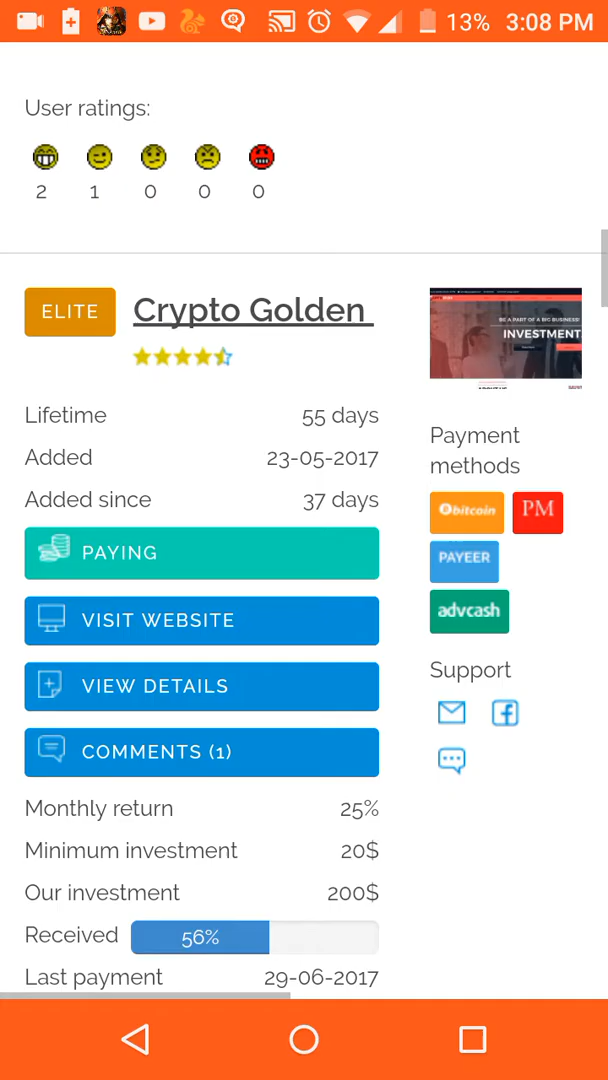 13% 3:08 PM
User ratings:
2 1 0 0 0
ELITE
Crypto Golden
BE A PART OF A BIG BUSINESS!
INVESTMENT
Lifetime 55 days
Added 23-05-2017
Added since 37 days
PAYING
VISIT WEBSITE
VIEW DETAILS
COMMENTS (1)
Payment
methods
bitcoin PM
PAYEER
advcash
Support
Monthly return 25%
Minimum investment 20$
Our investment 200$
Received 56%
Last payment 29-06-2017